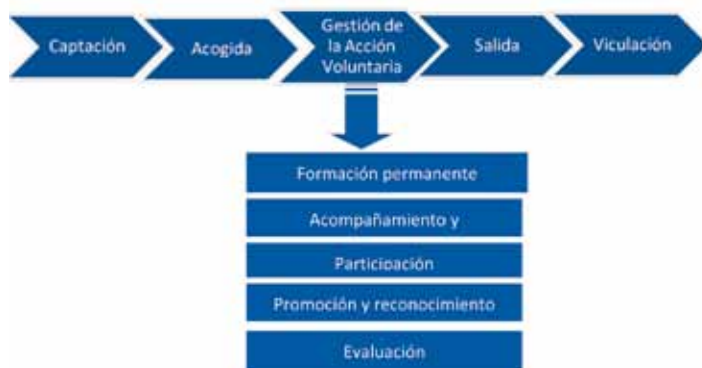 Captación
Acogida
Gestión de
la Acción
Voluntaria
Salida
Viculación
Formación permanente
Acompañamiento y
Participación
Promoción y reconocimiento
Evaluación